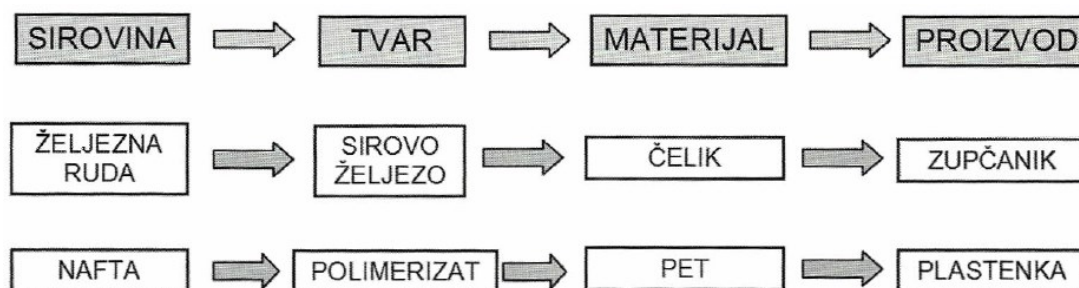 SIROVINA
TVAR
MATERIJAL
PROIZVOD
ŽELJEZNA
RUDA
SIROVO
ŽELJEZO
ČELIK
ZUPČANIK
NAFTA
POLIMERIZAT
PET
PLASTENKA